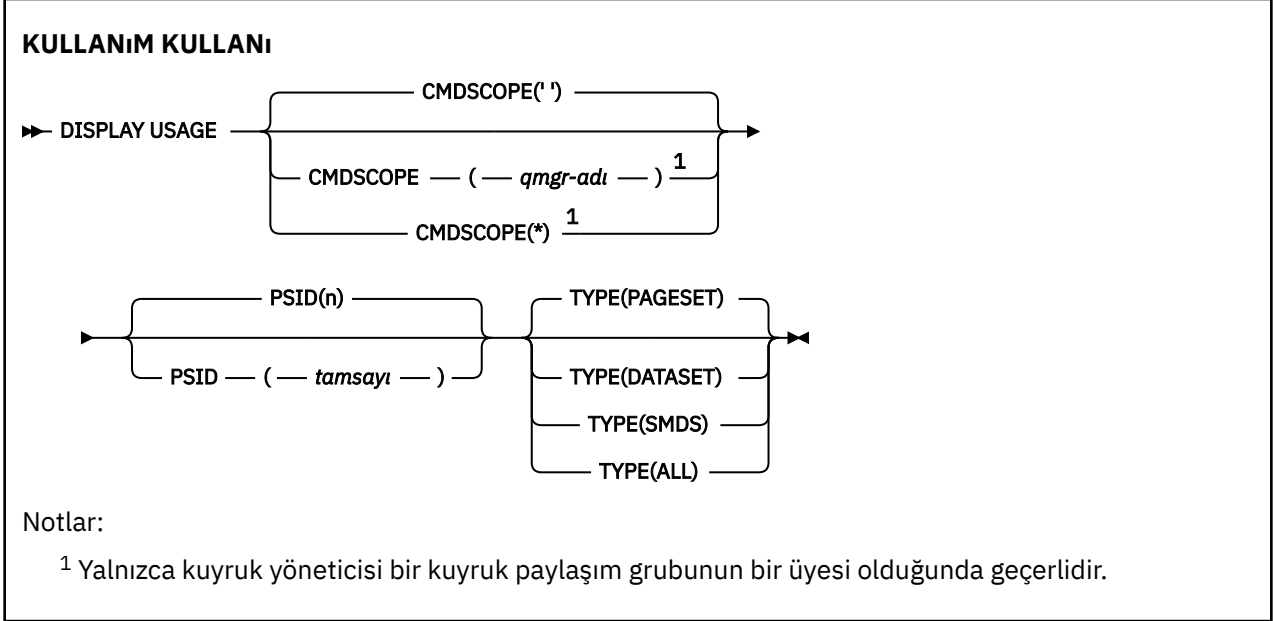 KULLANıM KULLANı
CMDSCOPE(' ')
DISPLAY USAGE
CMDSCOPE ( qmgr-adı ) 1
CMDSCOPE(*) 1
PSID(n) TYPE(PAGESET)
PSID ( tamsayı ) TYPE(DATASET)
TYPE(SMDS)
TYPE(ALL)
Notlar:
1 Yalnızca kuyruk yöneticisi bir kuyruk paylaşım grubunun bir üyesi olduğunda geçerlidir.